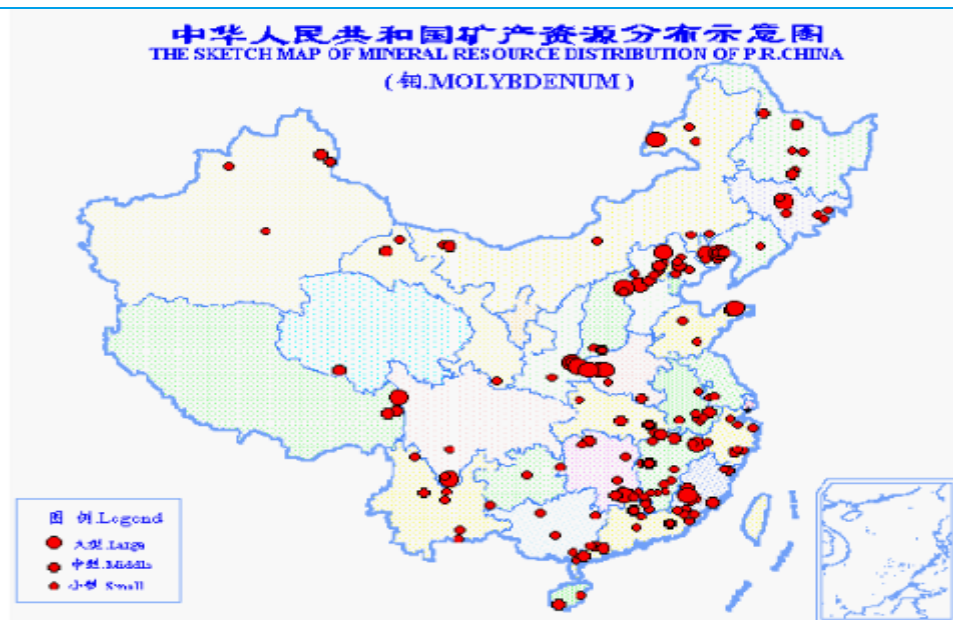 中华人民共和国矿产资源分布示意图
THE SKETCH MAP OF MINERAL RESOURCE DISTRIBUTION OF P.R.CHINA
(钼.MOLYBDENUM)
图 例.Legend
大型.Large
中型.Middle
小型.Small